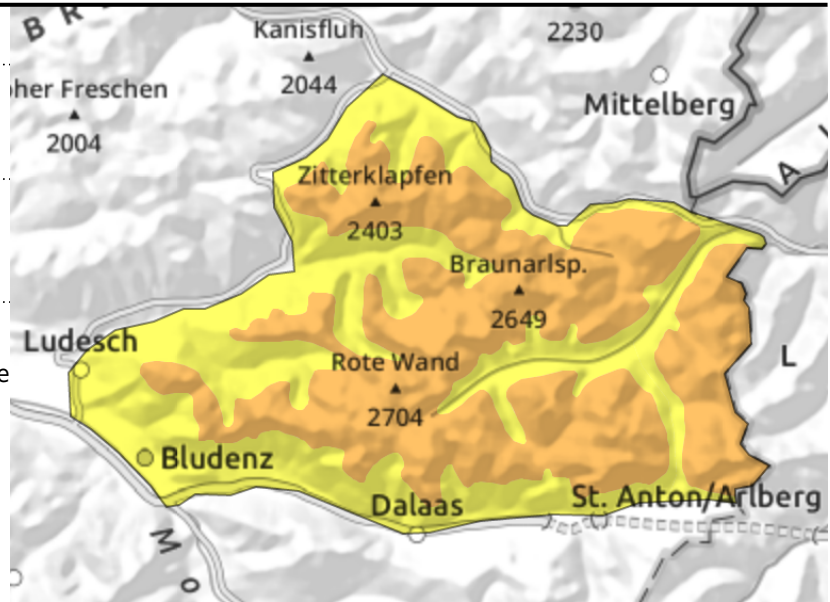 B R
Kanisfluh
2044
2230
her Freschen
2004
Mittelberg
A
Zitterklapfen
2403
Braunarlsp.
2649
Ludesch
e
Rote Wand
2704
L
Bludenz
Dalaas
St. Anton/Arlberg
M o